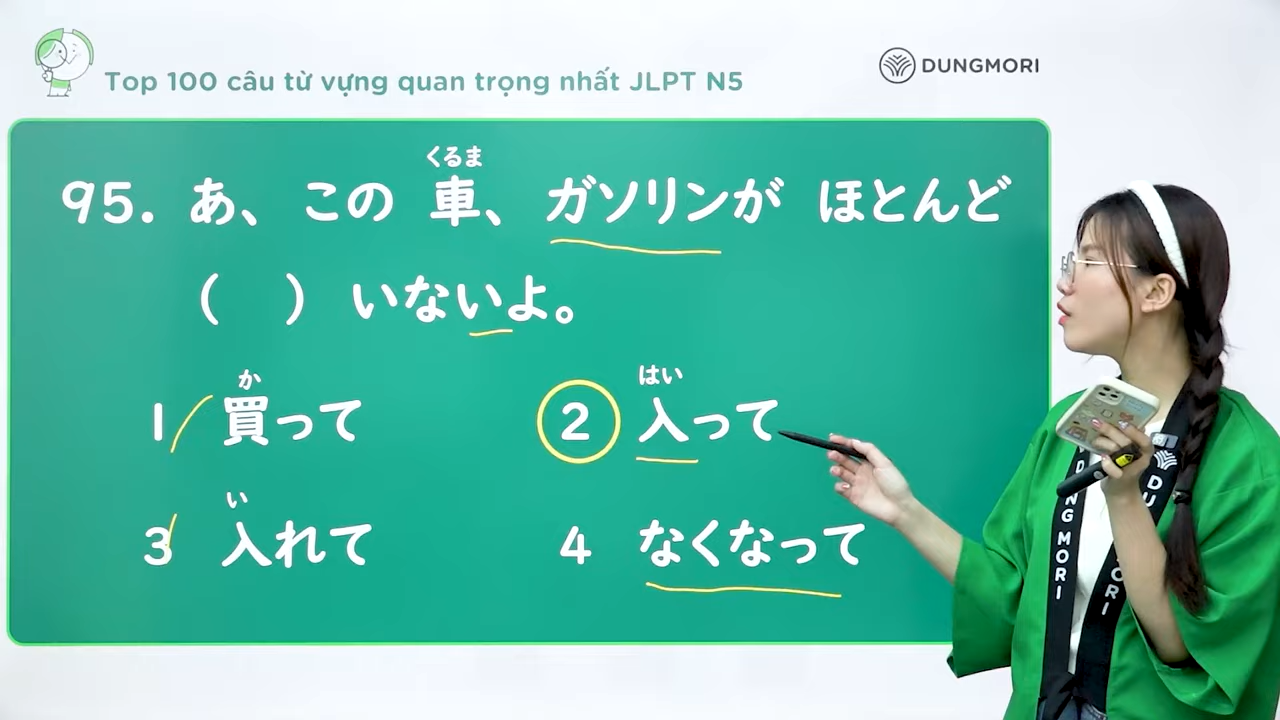 Top 100 câu từ vựng quan trọng nhất JLPT N5
DUNGMORI
くるま
95. あ、この 車、ガソリンが ほとんど
( ) いないよ。
か
1 買って
はい
2 入って
い
3 入れて
4 なくなって
DUNG MORI